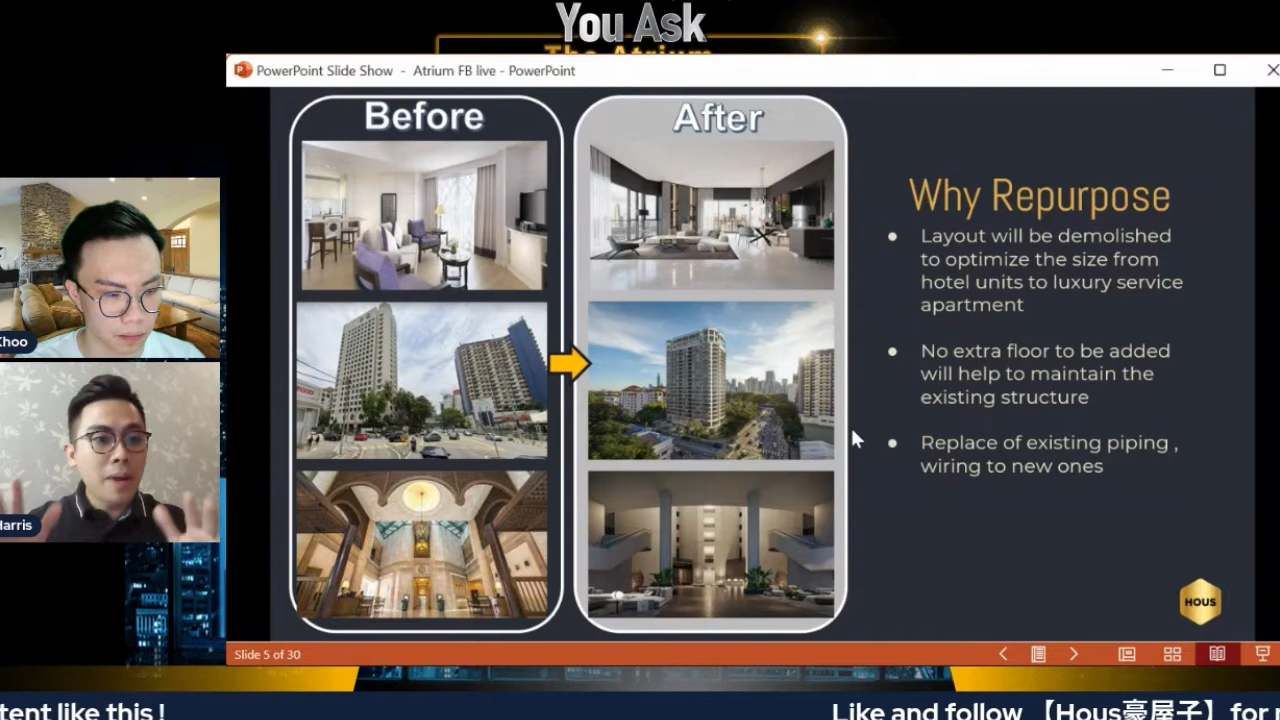 You Ask
The Atrium
PowerPoint Slide Show - Atrium FB live - PowerPoint
Before
After
Why Repurpose
Layout will be demolished
to optimize the size from
hotel units to luxury service
apartment
No extra floor to be added
will help to maintain the
existing structure
Replace of existing piping ,
wiring to new ones
Khoo
Harris
HOUS
Slide 5 of 30
tent like this !
Like and follow 【Hous豪屋子】 for